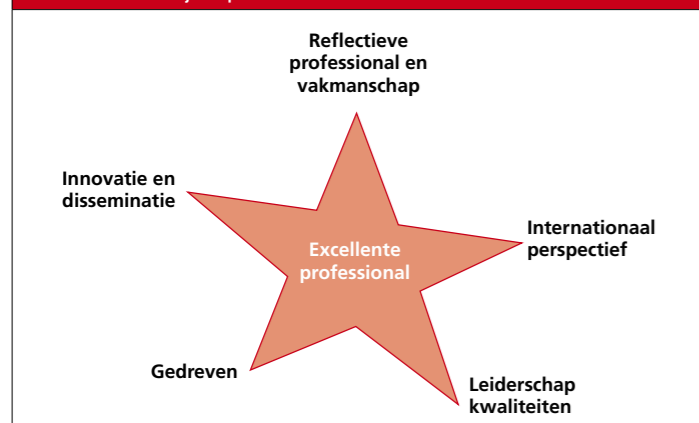 Reflectieve
professional en
vakmanschap
Innovatie en
disseminatie
Internationaal
perspectief
Excellente
professional
Gedreven
Leiderschap
kwaliteiten